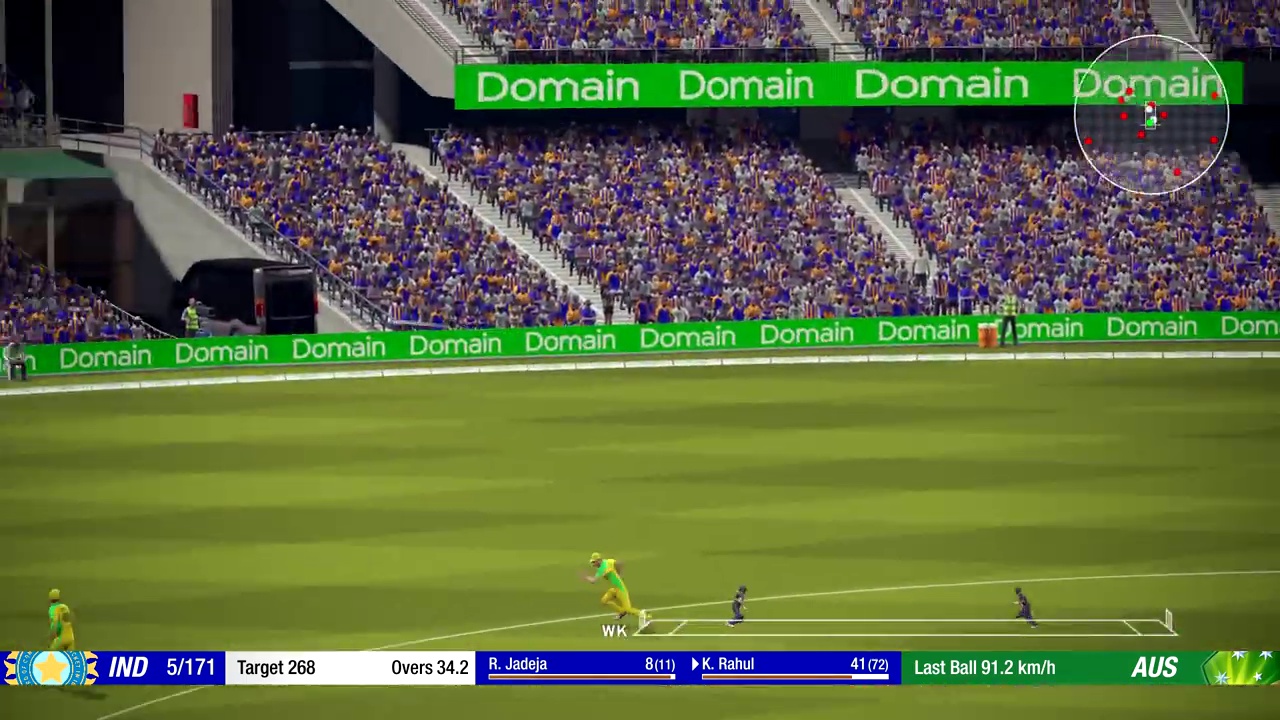 Domain Domain Domain Domain
Domain Domain Domain Domain Domain Domain Domain Domain Domain Domain
WK
IND 5/171 Target 268 Overs 34.2 R. Jadeja 8(11) K. Rahul 41(72) Last Ball 91.2 km/h AUS